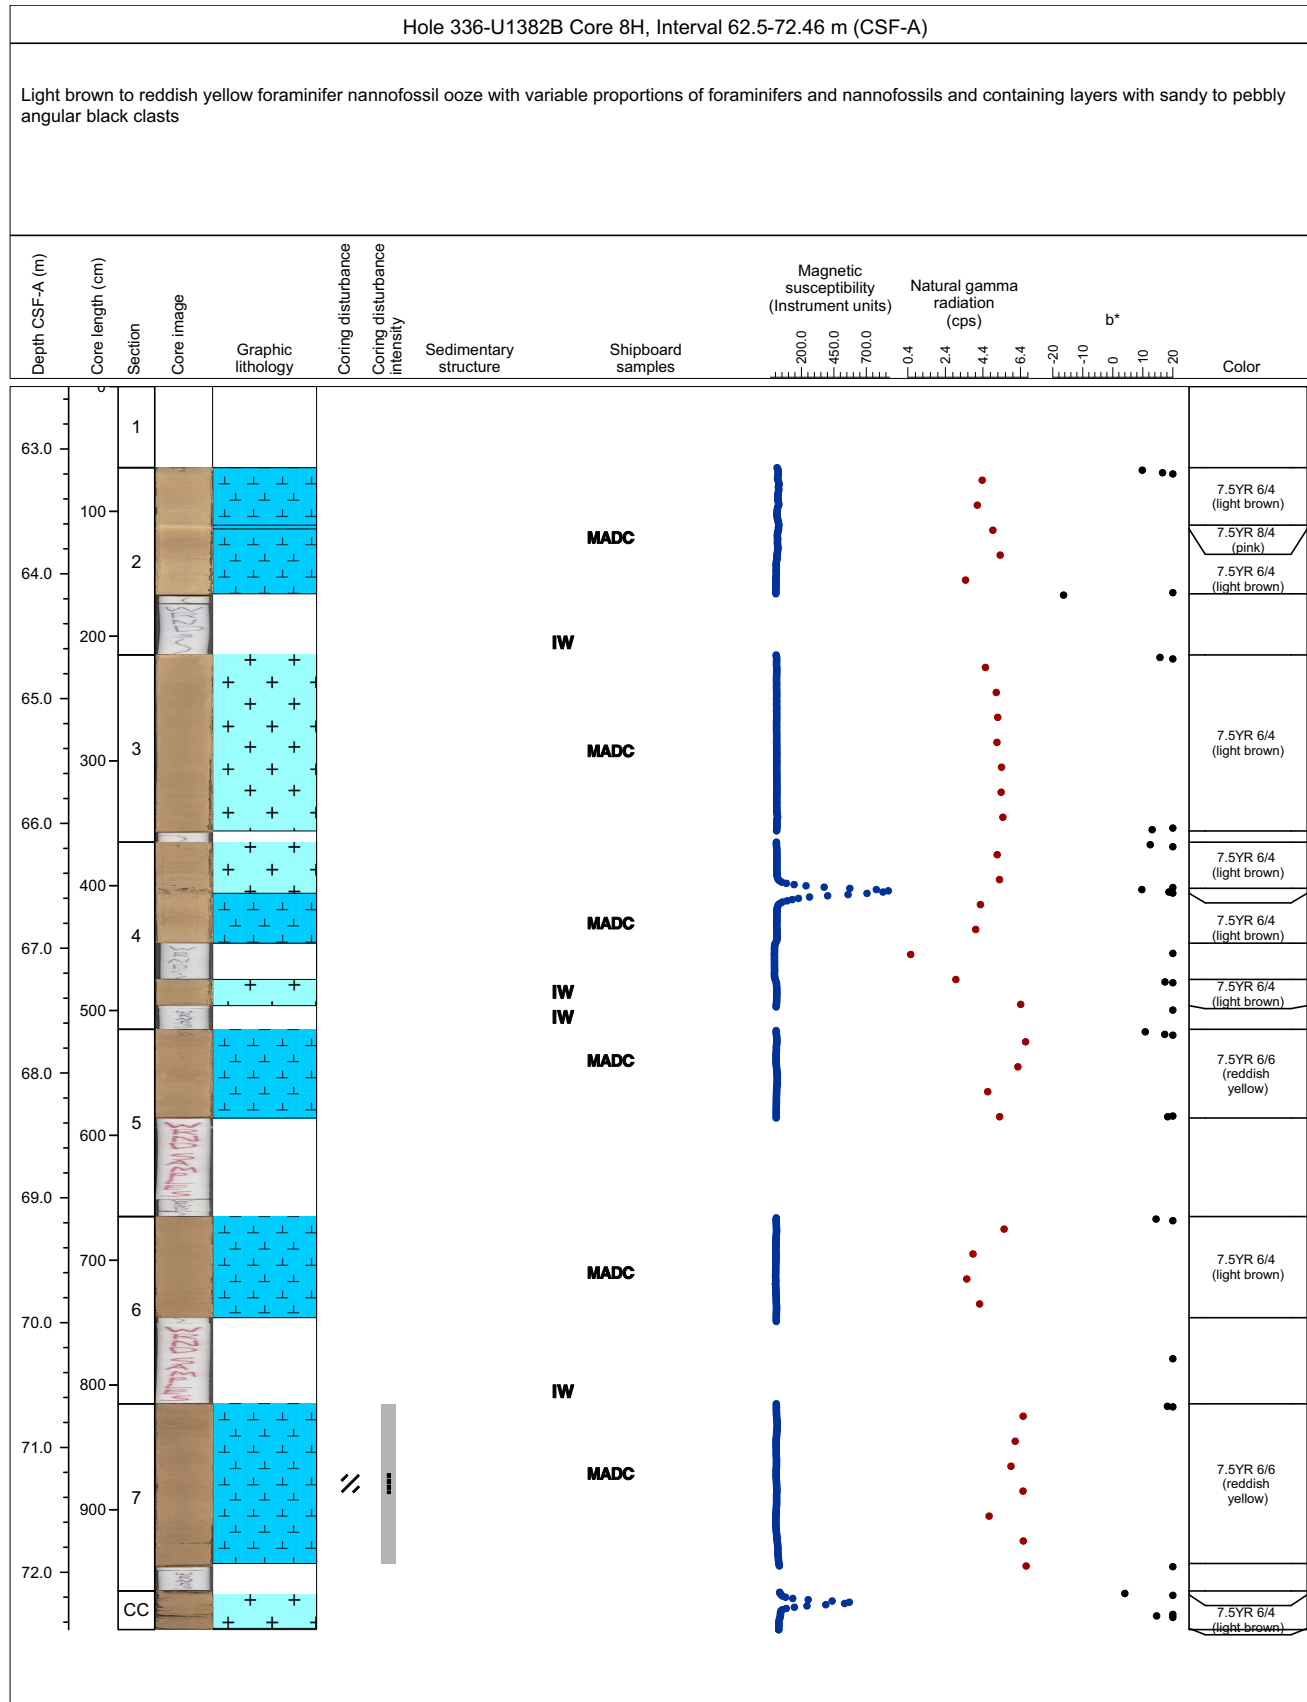 Hole 336-U1382B Core 8H, Interval 62.5-72.46 m (CSF-A)
Light brown to reddish yellow foraminifer nannofossil ooze with variable proportions of foraminifers and nannofossils and containing layers with sandy to pebbly
angular black clasts
Depth CSF-A (m)
Core length (cm)
Section
Core image
Graphic
lithology
Coring disturbance
Coring disturbance
intensity
Sedimentary
structure
Shipboard
samples
Magnetic
susceptibility
(Instrument units)
200.0
450.0
700.0
Natural gamma
radiation
(cps)
0.4
2.4
4.4
6.4
b*
-20
-10
0
10
20
Color
0
1
63.0
7.5YR 6/4
(light brown)
100
MADC
7.5YR 8/4
(pink)
2
64.0
7.5YR 6/4
(light brown)
200
IW
65.0
3
7.5YR 6/4
(light brown)
MADC
300
66.0
7.5YR 6/4
(light brown)
400
4
MADC
7.5YR 6/4
(light brown)
67.0
IW
7.5YR 6/4
(light brown)
500
IW
68.0
MADC
7.5YR 6/6
(reddish
yellow)
5
600
69.0
700
MADC
7.5YR 6/4
(light brown)
6
70.0
800
IW
71.0
MADC
7.5YR 6/6
(reddish
yellow)
7
900
72.0
CC
7.5YR 6/4
(light brown)